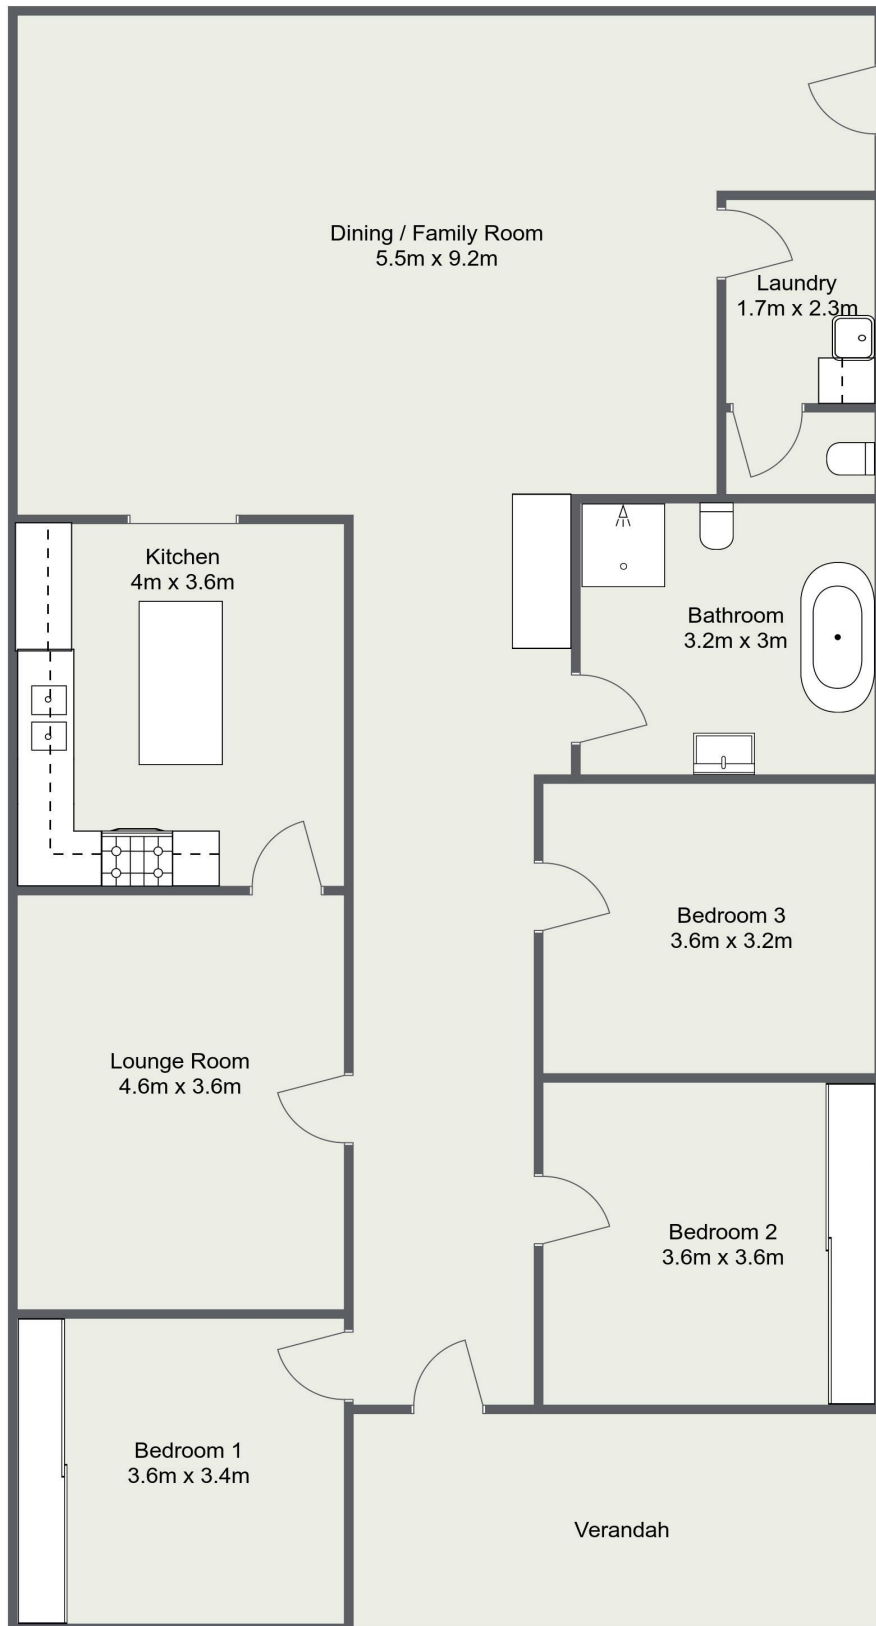 Dining / Family Room
5.5m x 9.2m
Laundry
1.7m x 2.3m
Kitchen
4m x 3.6m
Bathroom
3.2m x 3m
Bedroom 3
3.6m x 3.2m
Lounge Room
4.6m x 3.6m
Bedroom 2
3.6m x 3.6m
Bedroom 1
3.6m x 3.4m
Verandah